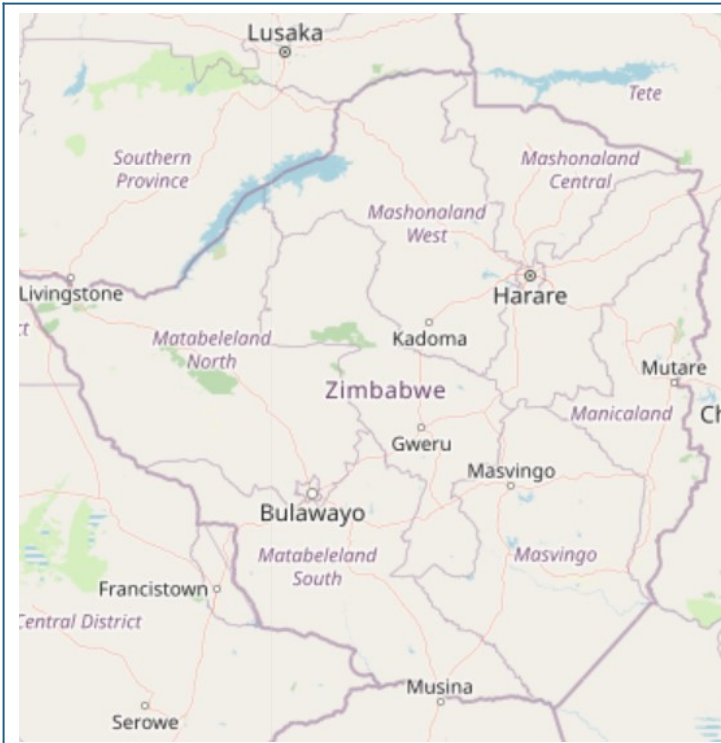 Lusaka
Tete
Southern
Province
Mashonaland
Central
Mashonaland
West
Livingstone
Harare
Matabeleland
North
Kadoma
Mutare
Zimbabwe
Manicaland
Ch
Gweru
Masvingo
Bulawayo
Matabeleland
South
Masvingo
Francistown
Central District
Musina
Serowe